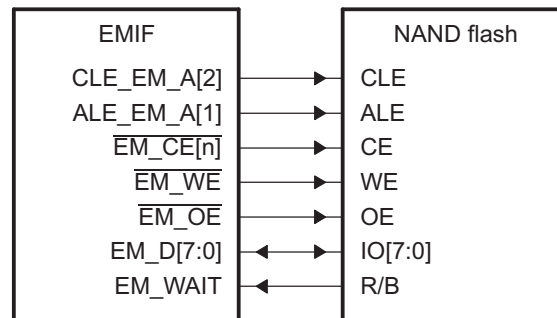 EMIF NAND flash
CLE_EM_A[2] CLE
ALE_EM_A[1] ALE
EM_CE[n] CE
EM_WE WE
EM_OE OE
EM_D[7:0] IO[7:0]
EM_WAIT R/B